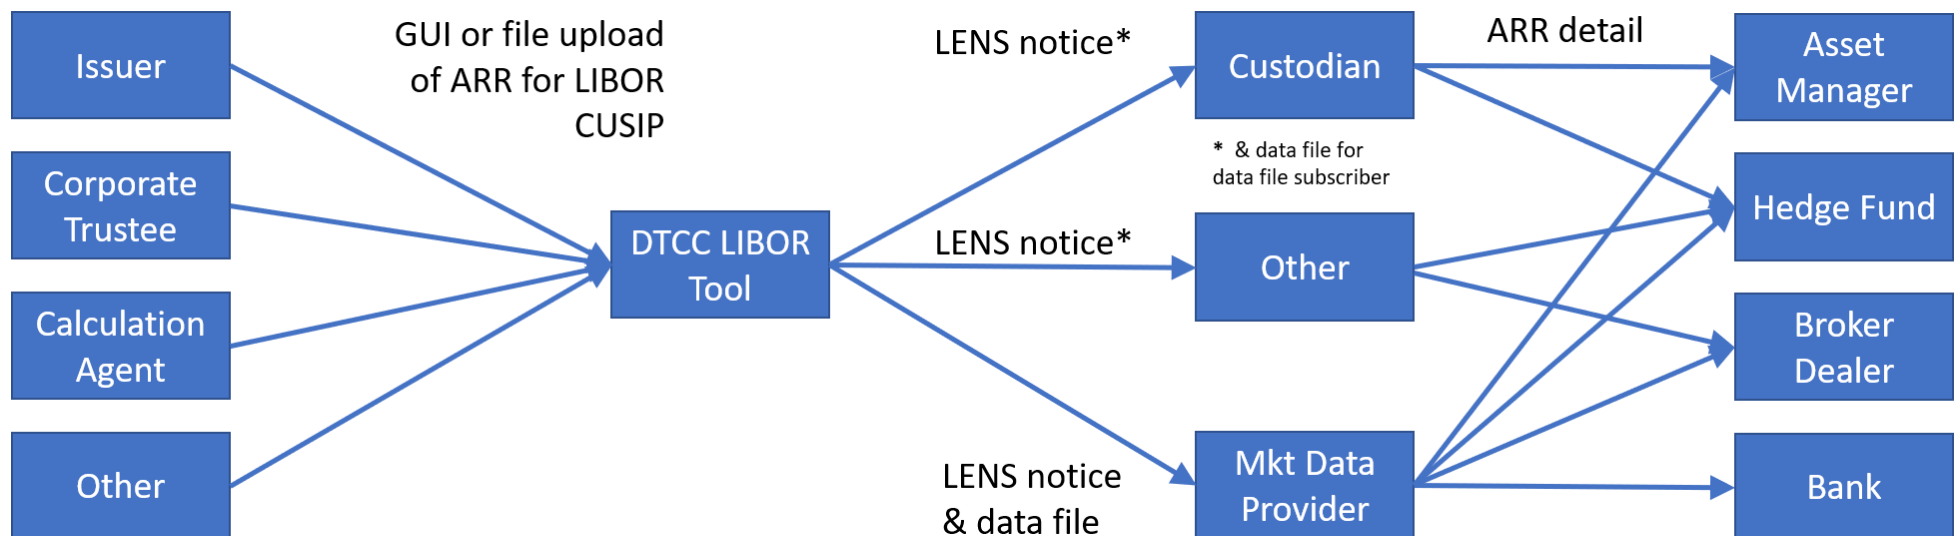 Issuer
Corporate
Trustee
Calculation
Agent
Other
GUI or file upload
of ARR for LIBOR
CUSIP
DTCC LIBOR
Tool
LENS notice*
LENS notice*
LENS notice
& data file
Custodian
* & data file for
data file subscriber
Other
Mkt Data
Provider
ARR detail
Asset
Manager
Hedge Fund
Broker
Dealer
Bank